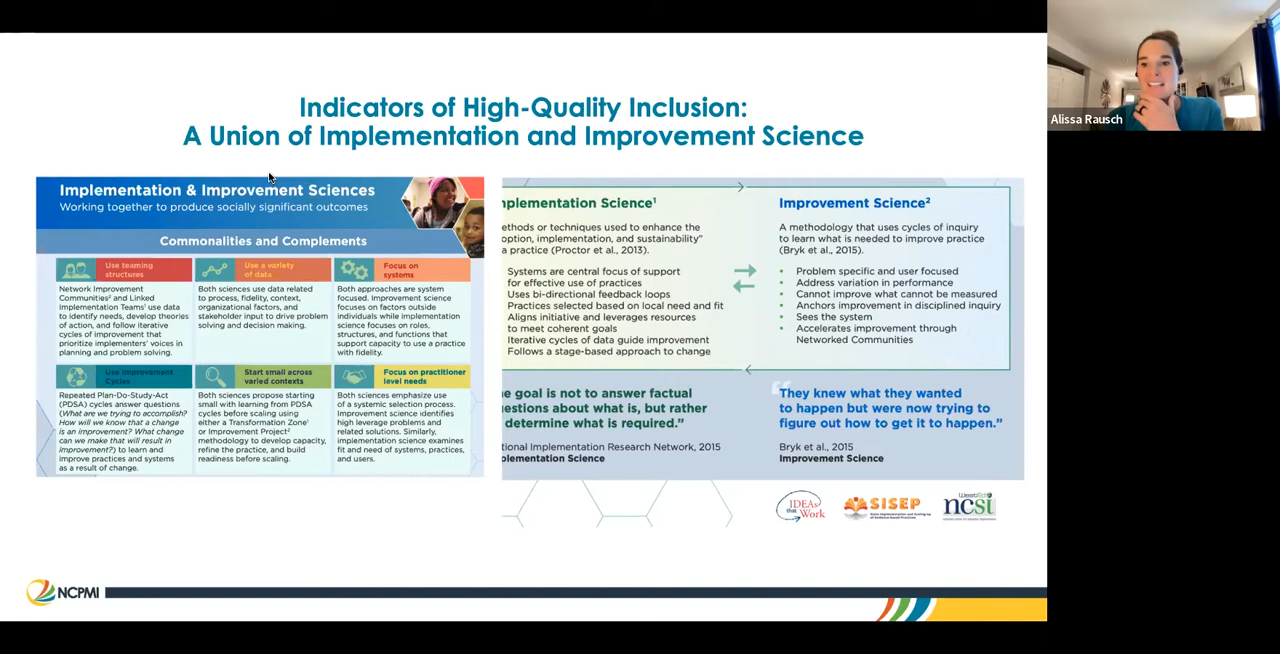 Indicators of High-Quality Inclusion:
A Union of Implementation and Improvement Science
Alissa Rausch
Implementation & Improvement Sciences
Working together to produce socially significant outcomes
Commonalities and Complements
Use teaming
structures
Network Improvement
Communities² and Linked
Implementation Teams¹ use data
to identify needs, develop theories
of action, and follow iterative
cycles of improvement that
prioritize implementers' voices in
planning and problem solving.
Use a variety
of data
Both sciences use data related
to process, fidelity, context,
organizational factors, and
stakeholder input to drive problem
solving and decision making.
Focus on
systems
Both approaches are system
focused. Improvement science
focuses on factors outside
individuals while implementation
science focuses on roles,
structures, and functions that
support capacity to use a practice
with fidelity.
Use Improvement
Cycles
Repeated Plan-Do-Study-Act
(PDSA) cycles answer questions
(What are we trying to accomplish?
How will we know that a change
is an improvement? What change
can we make that will result in
improvement?) to learn and
improve practices and systems
as a result of change.
Start small across
varied contexts
Both sciences propose starting
small with learning from PDSA
cycles before scaling using
either a Transformation Zone¹
or Improvement Project²
methodology to develop capacity,
refine the practice, and build
readiness before scaling.
Focus on practitioner
level needs
Both sciences emphasize use
of a systemic selection process.
Improvement science identifies
high leverage problems and
related solutions. Similarly,
implementation science examines
fit and need of systems, practices,
and users.
mplementation Science¹
ethods or techniques used to enhance the
option, implementation, and sustainability"
a practice (Proctor et al., 2013).
Systems are central focus of support
for effective use of practices
Uses bi-directional feedback loops
Practices selected based on local need and fit
Aligns initiative and leverages resources
to meet coherent goals
Iterative cycles of data guide improvement
Follows a stage-based approach to change
Improvement Science²
A methodology that uses cycles of inquiry
to learn what is needed to improve practice
(Bryk et al., 2015).
• Problem specific and user focused
• Address variation in performance
• Cannot improve what cannot be measured
• Anchors improvement in disciplined inquiry
• Sees the system
• Accelerates improvement through
Networked Communities
e goal is not to answer factual
estions about what is, but rather
determine what is required."
tional Implementation Research Network, 2015
plementation Science
“They knew what they wanted
to happen but were now trying to
figure out how to get it to happen.”
Bryk et al., 2015
Improvement Science
IDEAs
that
Work
SISEP
WestEd
ncsi
NCPMI